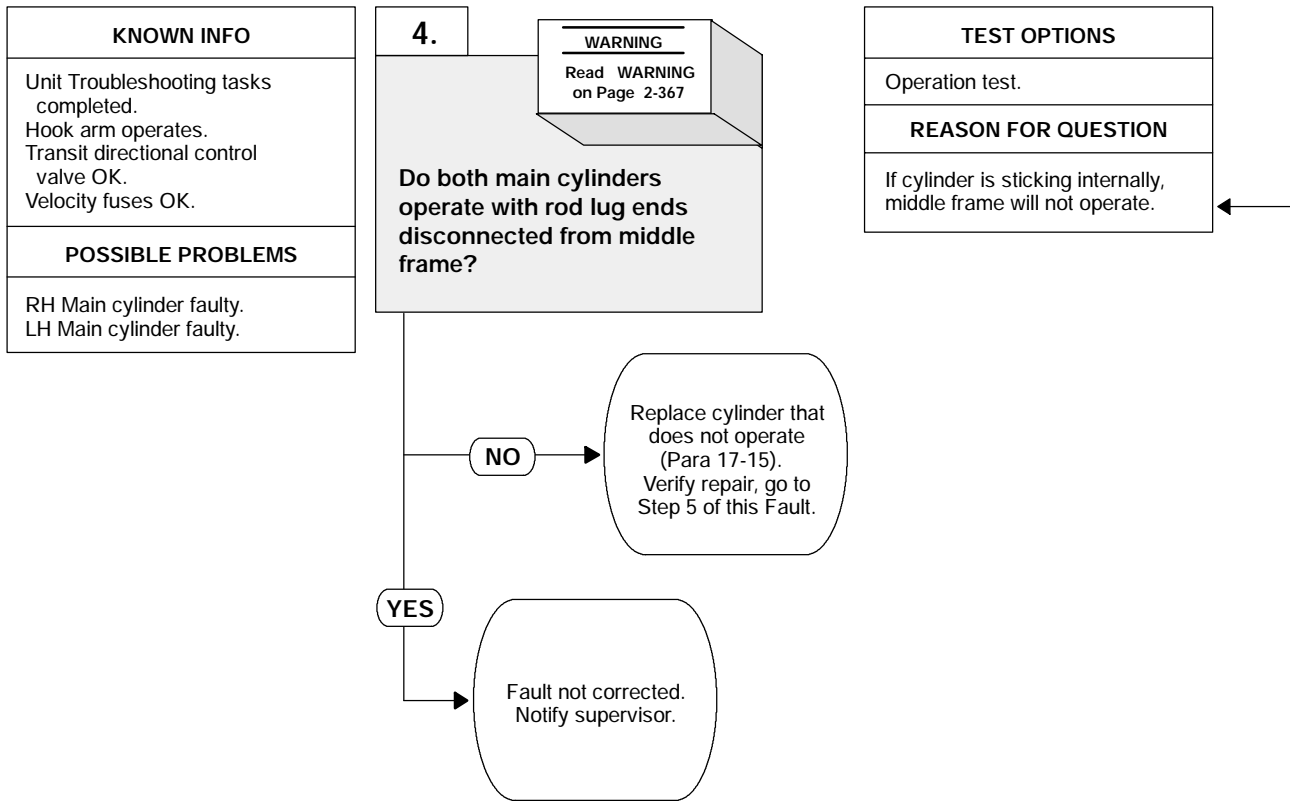 KNOWN INFO
Unit Troubleshooting tasks
completed.
Hook arm operates.
Transit directional control
valve OK.
Velocity fuses OK.
POSSIBLE PROBLEMS
RH Main cylinder faulty.
LH Main cylinder faulty.
4.
WARNING
Read WARNING
on Page 2-367
Do both main cylinders
operate with rod lug ends
disconnected from middle
frame?
TEST OPTIONS
Operation test.
REASON FOR QUESTION
If cylinder is sticking internally,
middle frame will not operate.
NO
Replace cylinder that
does not operate
(Para 17-15).
Verify repair, go to
Step 5 of this Fault.
YES
Fault not corrected.
Notify supervisor.